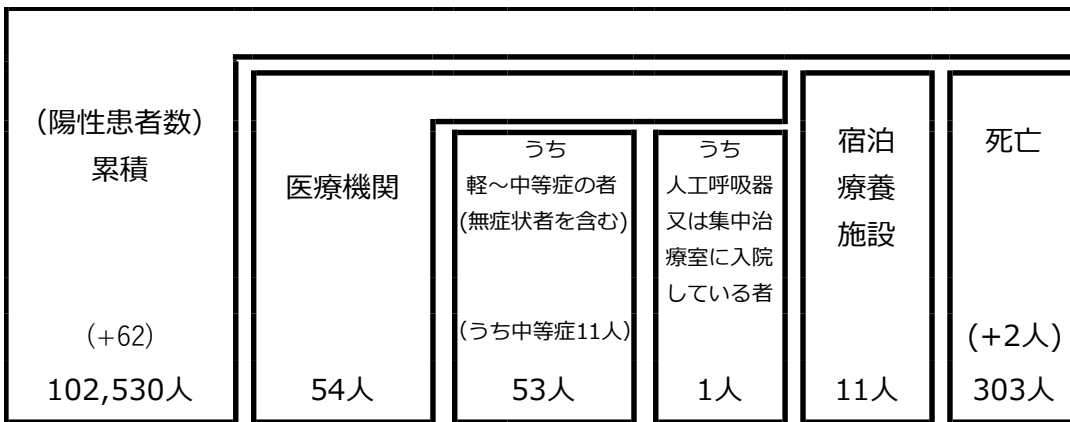 （陽性患者数）
累積
（+62）
102,530人
医療機関
54人
うち
軽～中等症の者
(無症状者を含む)
(うち中等症11人)
53人
うち
人工呼吸器
又は集中治
療室に入院
している者
1人
宿泊
療養
施設
11人
死亡
(+2人)
303人